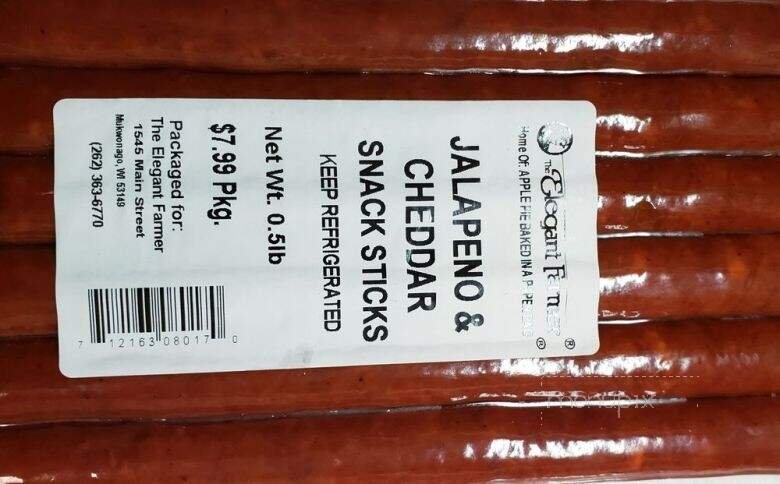 The Elegant Farmer ®
Home Of: APPLE PIE BAKED IN A PAPER BAG ®
JALAPENO &
CHEDDAR
SNACK STICKS
KEEP REFRIGERATED
Net Wt. 0.5lb
$7.99 Pkg.
Packaged for:
The Elegant Farmer
1545 Main Street
Mukwonago, WI 53149
(262) 363-6770
7 12163 08017 0
menupix